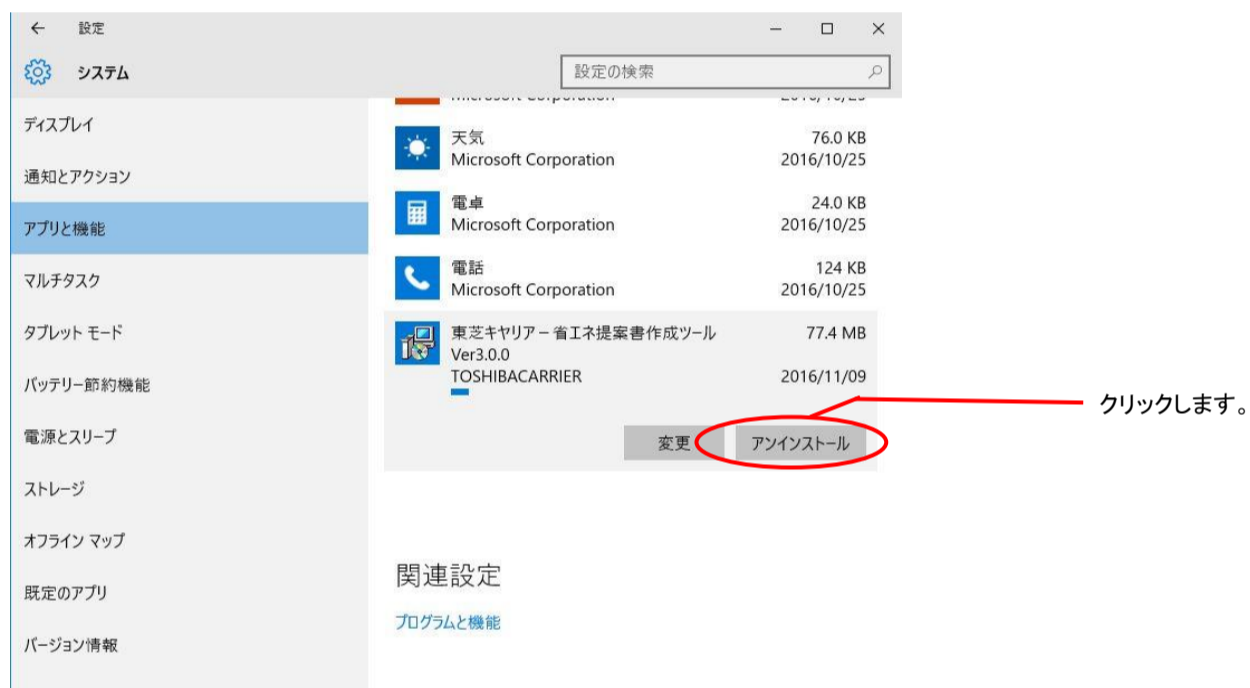 設定
システム
設定の検索
ディスプレイ
通知とアクション
アプリと機能
マルチタスク
タブレット モード
バッテリー節約機能
電源とスリープ
ストレージ
オフライン マップ
既定のアプリ
バージョン情報
Microsoft Corporation
天気 76.0 KB
Microsoft Corporation 2016/10/25
電卓 24.0 KB
Microsoft Corporation 2016/10/25
電話 124 KB
Microsoft Corporation 2016/10/25
東芝キヤリア－省エネ提案書作成ツール 77.4 MB
Ver3.0.0
TOSHIBACARRIER 2016/11/09
変更 アンインストール
クリックします。
関連設定
プログラムと機能